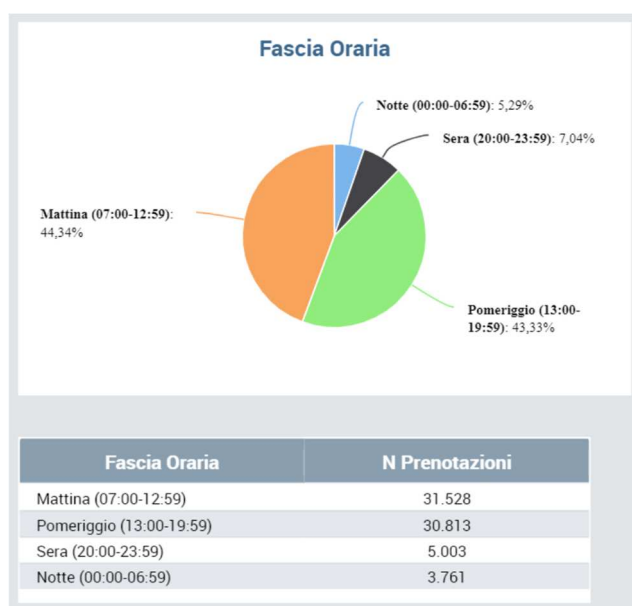 Fascia Oraria
Notte (00:00-06:59): 5,29%
Sera (20:00-23:59): 7,04%
Mattina (07:00-12:59):
44,34%
Pomeriggio (13:00-
19:59): 43,33%
Fascia Oraria N Prenotazioni
Mattina (07:00-12:59) 31.528
Pomeriggio (13:00-19:59) 30.813
Sera (20:00-23:59) 5.003
Notte (00:00-06:59) 3.761